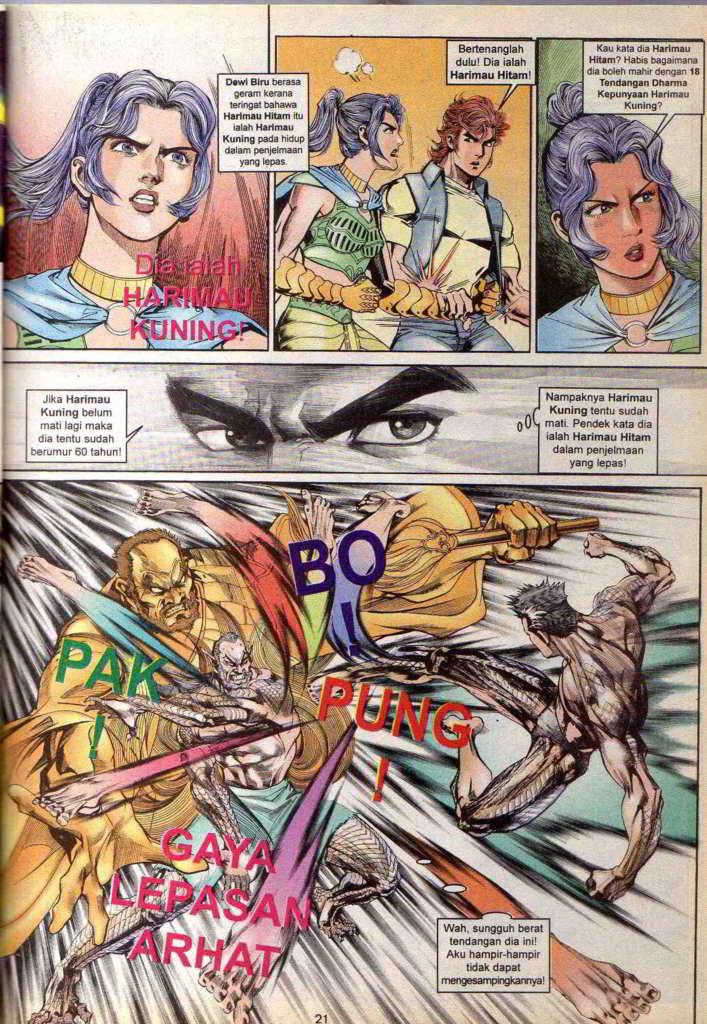 Dewi Biru berasa
geram kerana
teringat bahawa
Harimau Hitam itu
ialah Harimau
Kuning pada hidup
dalam penjelmaan
yang lepas.
Dia ialah
HARIMAU
KUNING!
Bertenanglah
dulu! Dia ialah
Harimau Hitam!
Kau kata dia Harimau
Hitam? Habis bagaimana
dia boleh mahir dengan 18
Tendangan Dharma
Kepunyaan Harimau
Kuning?
Jika Harimau
Kuning belum
mati lagi maka
dia tentu sudah
berumur 60 tahun!
Nampaknya Harimau
Kuning tentu sudah
mati. Pendek kata dia
ialah Harimau Hitam
dalam penjelmaan
yang lepas!
BO
!
PAK
!
PUNG
!
GAYA
LEPASAN
ARHAT
Wah, sungguh berat
tendangan dia ini!
Aku hampir-hampir
tidak dapat
mengesampingkannya!
21